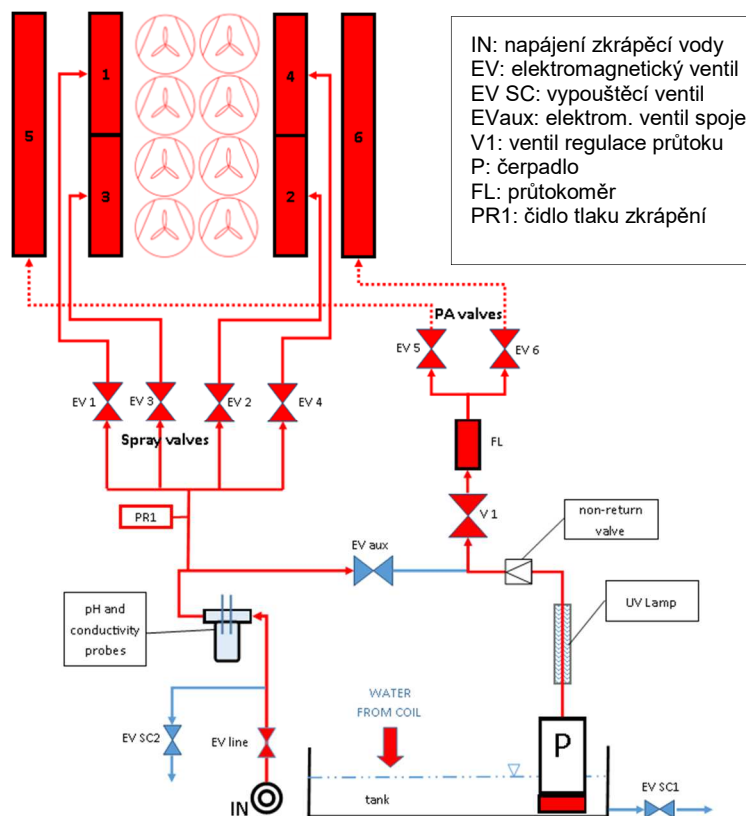 IN: napájení zkrápěcí vody
EV: elektromagnetický ventil
EV SC: vypouštěcí ventil
EVaux: elektrom. ventil spoje
V1: ventil regulace průtoku
P: čerpadlo
FL: průtokoměr
PR1: čidlo tlaku zkrápění
1
4
5
6
3
2
PA valves
EV 5
EV 6
EV 1
EV 3
EV 2
EV 4
Spray valves
FL
PR1
V 1
non-return
valve
EV aux
pH and
conductivity
probes
UV Lamp
WATER
FROM COIL
EV SC2
EV line
P
EV SC1
IN
tank